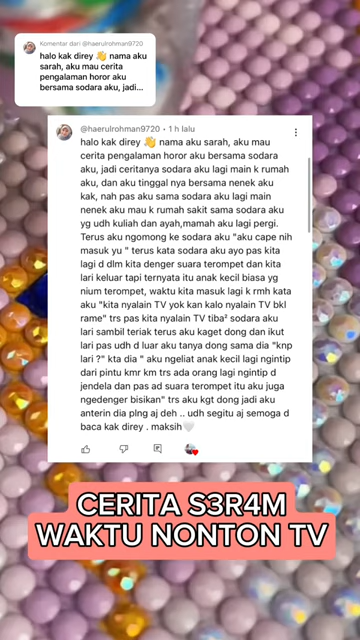 Komentar dari @haerulrohman9720
halo kak direy 👋 nama aku
sarah, aku mau cerita
pengalaman horor aku
bersama sodara aku, jadi...
@haerulrohman9720 • 1 h lalu
halo kak direy 👋 nama aku sarah, aku mau
cerita pengalaman horor aku bersama sodara
aku, jadi ceritanya sodara aku lagi main k rumah
aku, dan aku tinggal nya bersama nenek aku
kak, nah pas aku sama sodara aku lagi main
nenek aku mau k rumah sakit sama sodara aku
yg udh kuliah dan ayah,mamah aku lagi pergi.
Terus aku ngomong ke sodara aku "aku cape nih
masuk yu " terus kata sodara aku ayo pas kita
lagi d dlm kita denger suara terompet dan kita
lari keluar tapi ternyata itu anak kecil biasa yg
nium terompet, waktu kita masuk lagi k rmh kata
aku "kita nyalain TV yok kan kalo nyalain TV bkl
rame" trs pas kita nyalain TV tiba² sodara aku
lari sambil teriak terus aku kaget dong dan ikut
lari pas udh d luar aku tanya dong sama dia "knp
lari ?" kta dia " aku ngeliat anak kecil lagi ngintip
dari pintu kmr km trs ada orang lagi ngintip d
jendela dan pas ad suara terompet itu aku juga
ngedenger bisikan" trs aku kgt dong jadi aku
anterin dia plng aj deh .. udh segitu aj semoga d
baca kak direy . maksih🤍
CERITA S3R4M
WAKTU NONTON TV